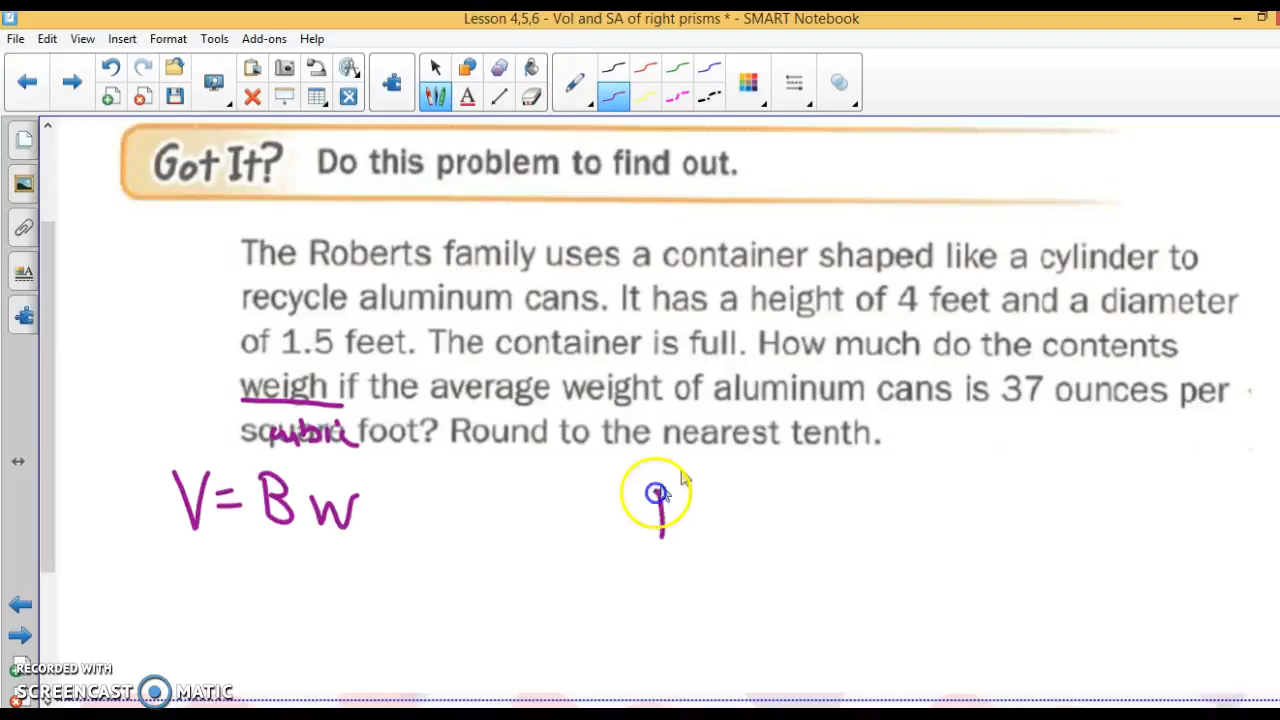 Lesson 4,5,6 - Vol and SA of right prisms * - SMART Notebook
File Edit View Insert Format Tools Add-ons Help
Got It? Do this problem to find out.
The Roberts family uses a container shaped like a cylinder to
recycle aluminum cans. It has a height of 4 feet and a diameter
of 1.5 feet. The container is full. How much do the contents
weigh if the average weight of aluminum cans is 37 ounces per
square foot? Round to the nearest tenth.
cubic
V = B w
RECORDED WITH
SCREENCAST MATIC